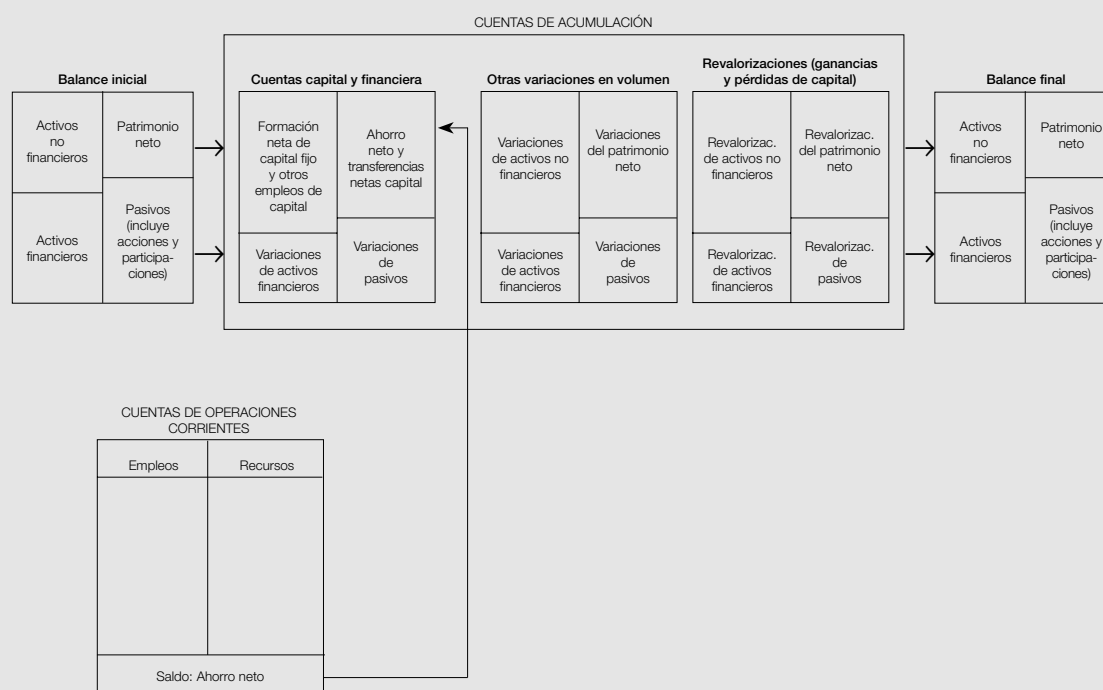 CUENTAS DE ACUMULACIÓN
Balance inicial
Activos
no
financieros
Patrimonio
neto
Activos
financieros
Pasivos
(incluye
acciones y
participa-
ciones)
Cuentas capital y financiera
Formación
neta de
capital fijo
y otros
empleos de
capital
Ahorro
neto y
transferencias
netas capital
Variaciones
de activos
financieros
Variaciones
de
pasivos
Otras variaciones en volumen
Variaciones
de activos no
financieros
Variaciones
del patrimonio
neto
Variaciones
de activos
financieros
Variaciones
de
pasivos
Revalorizaciones (ganancias
y pérdidas de capital)
Revalorizac.
de activos no
financieros
Revalorizac.
del patrimonio
neto
Revalorizac.
de activos
financieros
Revalorizac.
de
pasivos
Balance final
Activos
no
financieros
Patrimonio
neto
Activos
financieros
Pasivos
(incluye
acciones y
participa-
ciones)
CUENTAS DE OPERACIONES
CORRIENTES
Empleos
Recursos
Saldo: Ahorro neto